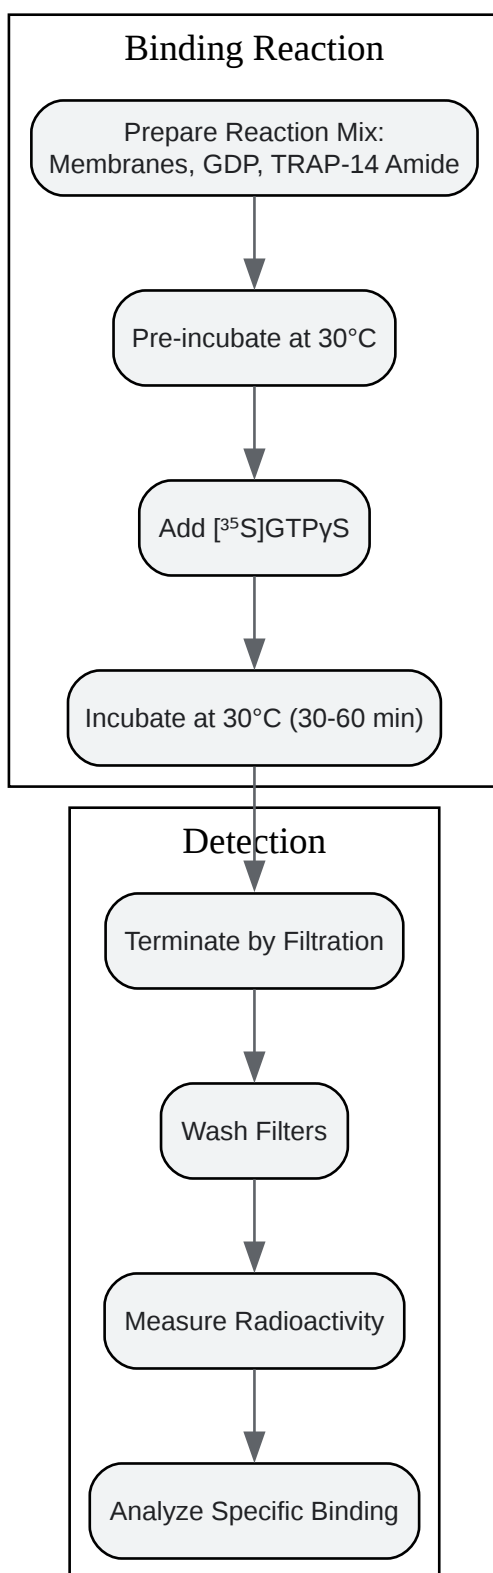 Binding Reaction
Prepare Reaction Mix:
Membranes, GDP, TRAP-14 Amide
Pre-incubate at 30°C
Add [³⁵S]GTPγS
Incubate at 30°C (30-60 min)
Detection
Terminate by Filtration
Wash Filters
Measure Radioactivity
Analyze Specific Binding